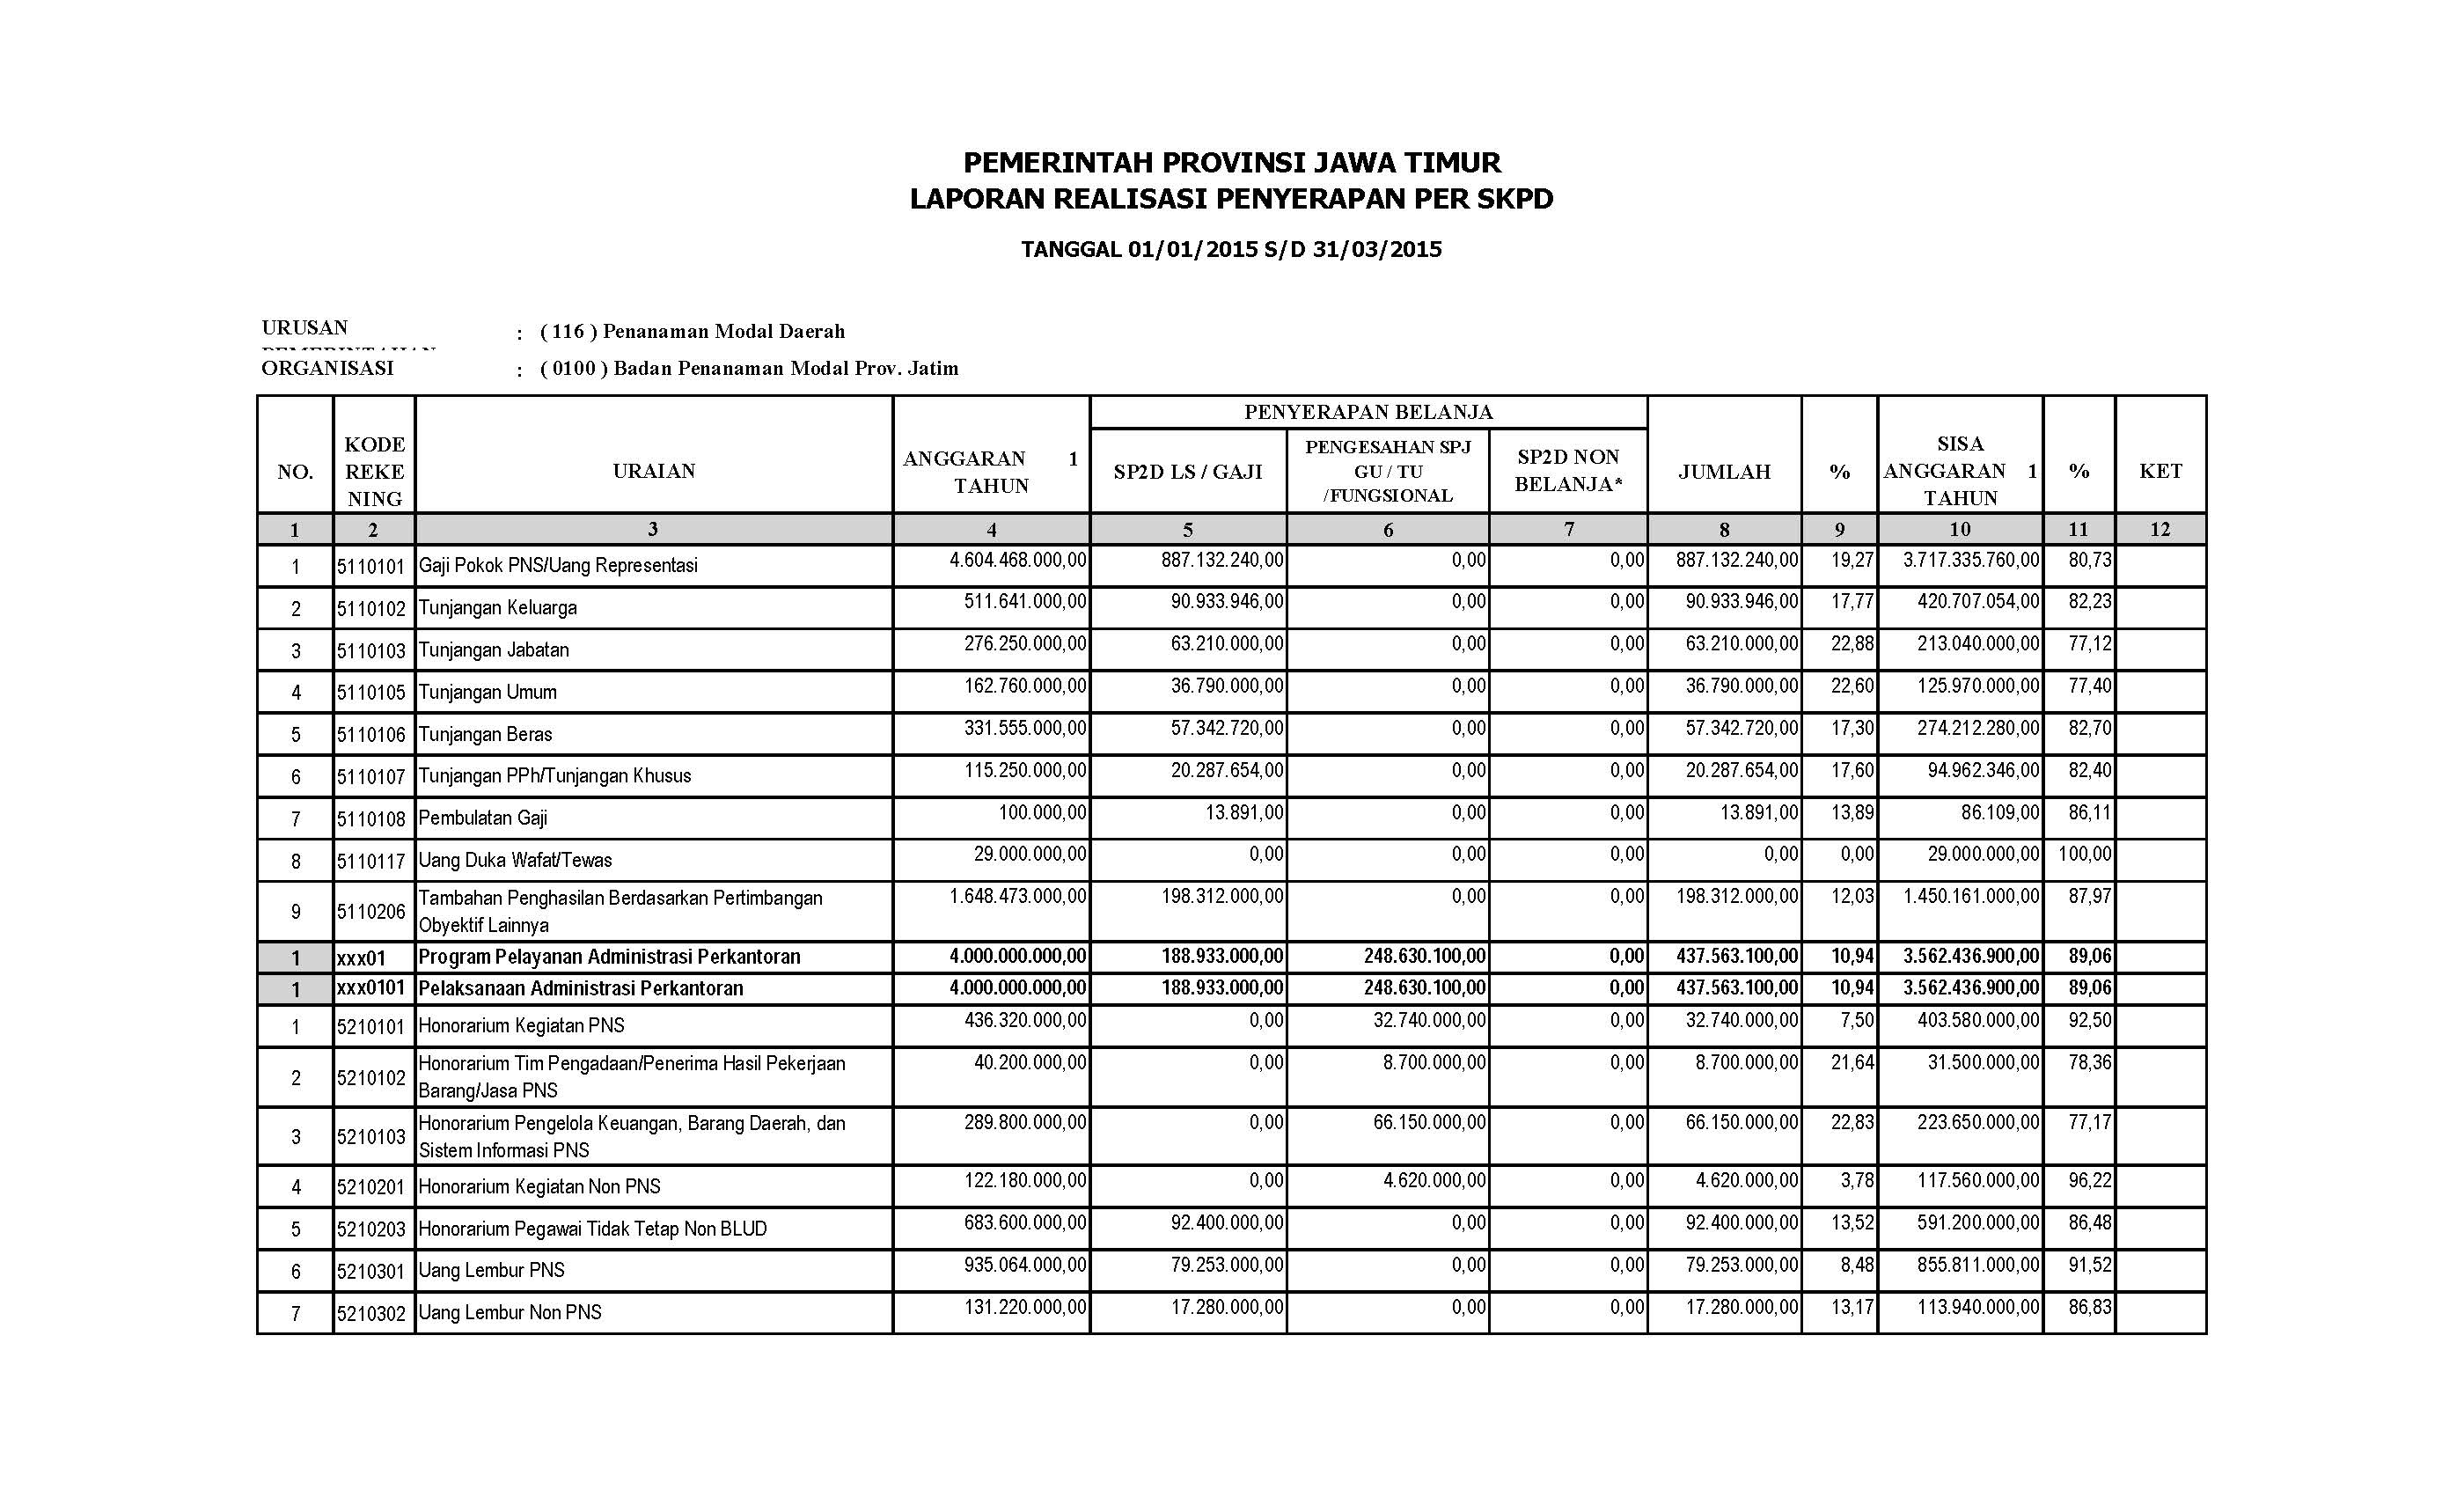 PEMERINTAH PROVINSI JAWA TIMUR
LAPORAN REALISASI PENYERAPAN PER SKPD
TANGGAL 01/01/2015 S/D 31/03/2015
URUSAN
PEMERINTAHAN
: ( 116 ) Penanaman Modal Daerah
ORGANISASI : ( 0100 ) Badan Penanaman Modal Prov. Jatim
NO.
KODE
REKE
NING
URAIAN
ANGGARAN 1
TAHUN
PENYERAPAN BELANJA
SP2D LS / GAJI
PENGESAHAN SPJ
GU / TU
/FUNGSIONAL
SP2D NON
BELANJA*
JUMLAH
%
SISA
ANGGARAN 1
TAHUN
%
KET
1 2 3 4 5 6 7 8 9 10 11 12
1 5110101 Gaji Pokok PNS/Uang Representasi 4.604.468.000,00 887.132.240,00 0,00 0,00 887.132.240,00 19,27 3.717.335.760,00 80,73
2 5110102 Tunjangan Keluarga 511.641.000,00 90.933.946,00 0,00 0,00 90.933.946,00 17,77 420.707.054,00 82,23
3 5110103 Tunjangan Jabatan 276.250.000,00 63.210.000,00 0,00 0,00 63.210.000,00 22,88 213.040.000,00 77,12
4 5110105 Tunjangan Umum 162.760.000,00 36.790.000,00 0,00 0,00 36.790.000,00 22,60 125.970.000,00 77,40
5 5110106 Tunjangan Beras 331.555.000,00 57.342.720,00 0,00 0,00 57.342.720,00 17,30 274.212.280,00 82,70
6 5110107 Tunjangan PPh/Tunjangan Khusus 115.250.000,00 20.287.654,00 0,00 0,00 20.287.654,00 17,60 94.962.346,00 82,40
7 5110108 Pembulatan Gaji 100.000,00 13.891,00 0,00 0,00 13.891,00 13,89 86.109,00 86,11
8 5110117 Uang Duka Wafat/Tewas 29.000.000,00 0,00 0,00 0,00 0,00 0,00 29.000.000,00 100,00
9 5110206 Tambahan Penghasilan Berdasarkan Pertimbangan
Obyektif Lainnya 1.648.473.000,00 198.312.000,00 0,00 0,00 198.312.000,00 12,03 1.450.161.000,00 87,97
1 xxx01 Program Pelayanan Administrasi Perkantoran 4.000.000.000,00 188.933.000,00 248.630.100,00 0,00 437.563.100,00 10,94 3.562.436.900,00 89,06
1 xxx0101 Pelaksanaan Administrasi Perkantoran 4.000.000.000,00 188.933.000,00 248.630.100,00 0,00 437.563.100,00 10,94 3.562.436.900,00 89,06
1 5210101 Honorarium Kegiatan PNS 436.320.000,00 0,00 32.740.000,00 0,00 32.740.000,00 7,50 403.580.000,00 92,50
2 5210102 Honorarium Tim Pengadaan/Penerima Hasil Pekerjaan
Barang/Jasa PNS 40.200.000,00 0,00 8.700.000,00 0,00 8.700.000,00 21,64 31.500.000,00 78,36
3 5210103 Honorarium Pengelola Keuangan, Barang Daerah, dan
Sistem Informasi PNS 289.800.000,00 0,00 66.150.000,00 0,00 66.150.000,00 22,83 223.650.000,00 77,17
4 5210201 Honorarium Kegiatan Non PNS 122.180.000,00 0,00 4.620.000,00 0,00 4.620.000,00 3,78 117.560.000,00 96,22
5 5210203 Honorarium Pegawai Tidak Tetap Non BLUD 683.600.000,00 92.400.000,00 0,00 0,00 92.400.000,00 13,52 591.200.000,00 86,48
6 5210301 Uang Lembur PNS 935.064.000,00 79.253.000,00 0,00 0,00 79.253.000,00 8,48 855.811.000,00 91,52
7 5210302 Uang Lembur Non PNS 131.220.000,00 17.280.000,00 0,00 0,00 17.280.000,00 13,17 113.940.000,00 86,83